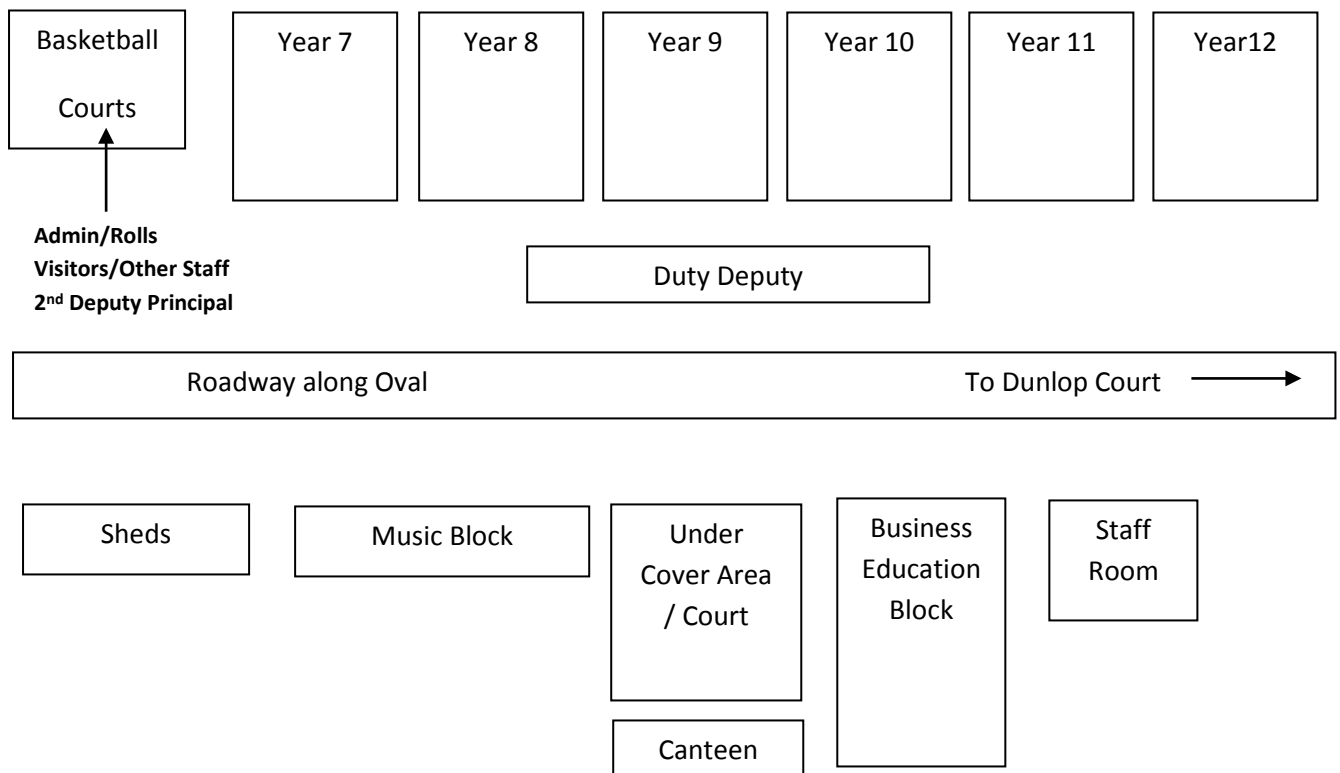 Basketball
Courts
Year 7
Year 8
Year 9
Year 10
Year 11
Year12
Admin/Rolls
Visitors/Other Staff
2nd Deputy Principal
Duty Deputy
Roadway along Oval
To Dunlop Court
Sheds
Music Block
Under
Cover Area
/ Court
Business
Education
Block
Staff
Room
Canteen